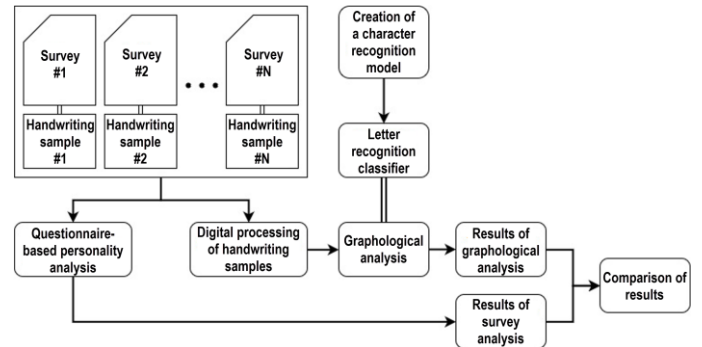 Survey
#1
Survey
#2
Survey
#N
Handwriting
sample
#1
Handwriting
sample
#2
Handwriting
sample
#N
Creation of
a character
recognition
model
Letter
recognition
classifier
Questionnaire-
based personality
analysis
Digital processing
of handwriting
samples
Graphological
analysis
Results of
graphological
analysis
Results of
survey
analysis
Comparison of
results